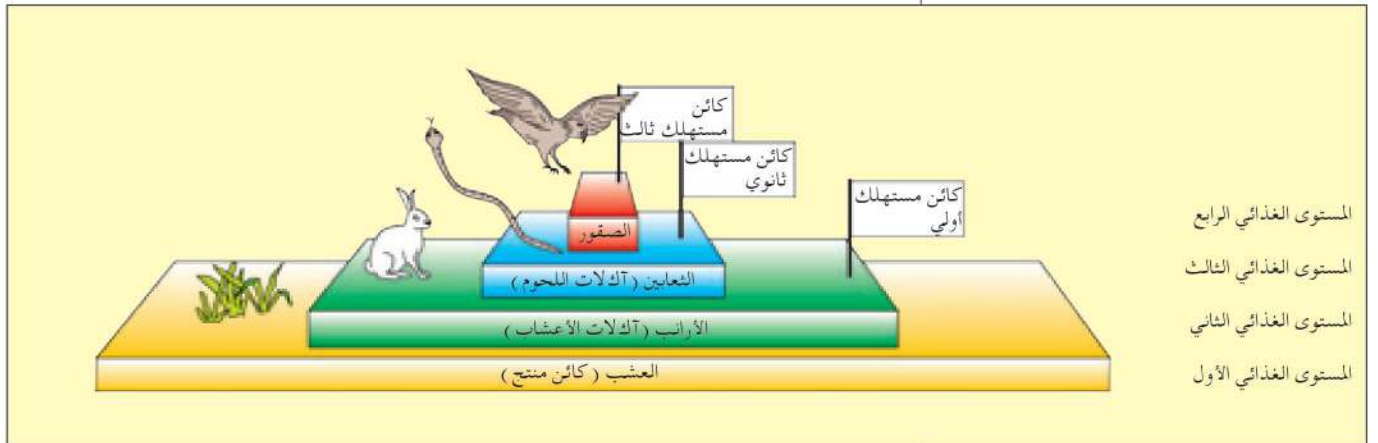 كائن
مستهلك ثالث
كائن مستهلك
ثانوي
كائن مستهلك
أولي
المستوى الغذائي الرابع
الصقور
المستوى الغذائي الثالث
الثعابين (آكلات اللحوم)
المستوى الغذائي الثاني
الأرانب (آكلات الأعشاب)
المستوى الغذائي الأول
العشب (كائن منتج)